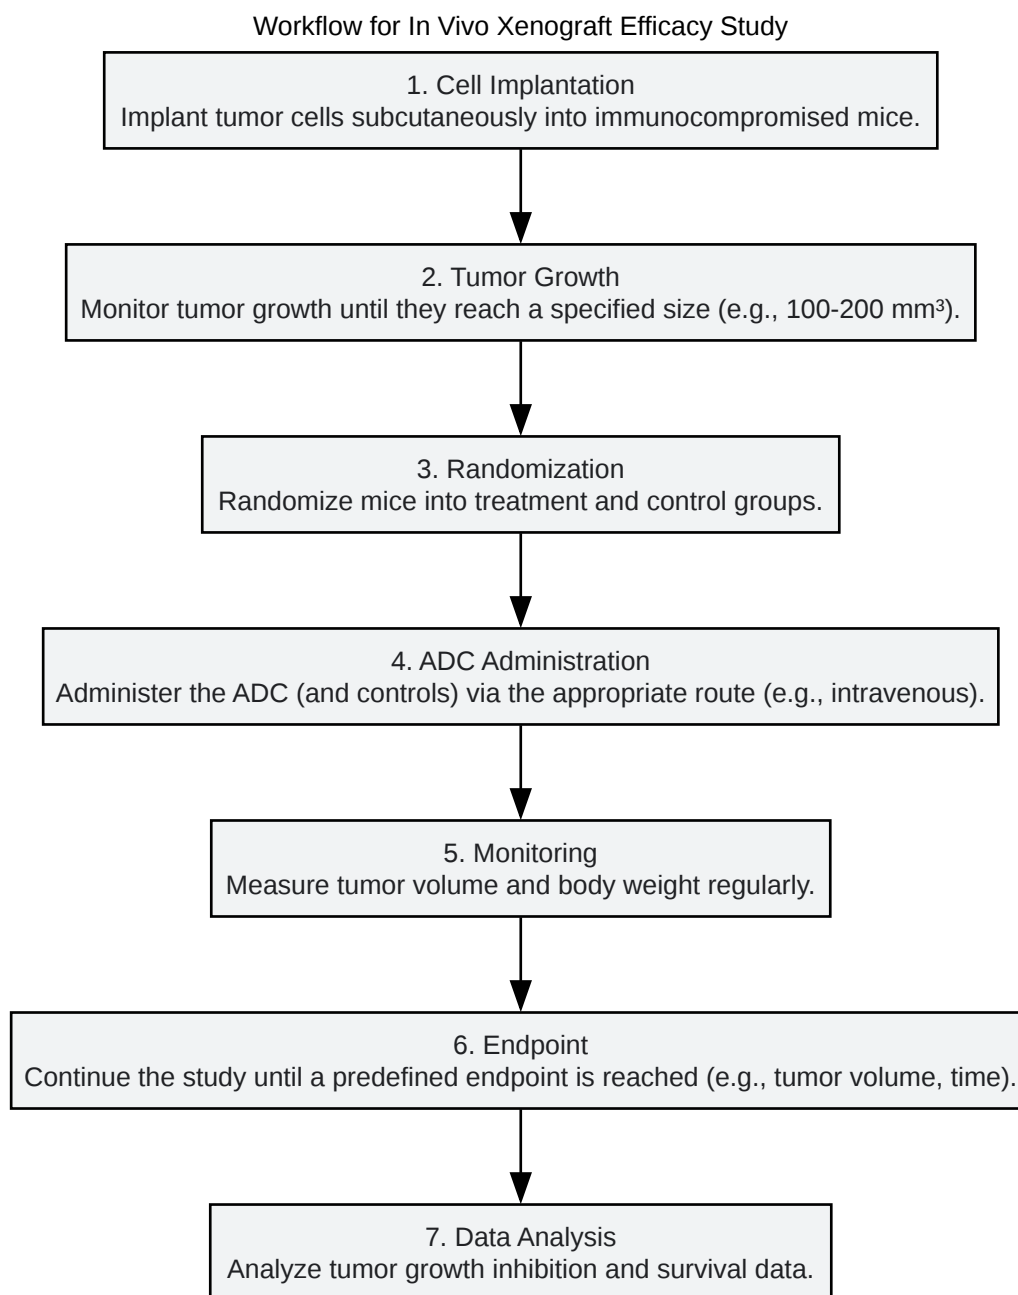 Workflow for In Vivo Xenograft Efficacy Study
1. Cell Implantation
Implant tumor cells subcutaneously into immunocompromised mice.
2. Tumor Growth
Monitor tumor growth until they reach a specified size (e.g., 100-200 mm³).
3. Randomization
Randomize mice into treatment and control groups.
4. ADC Administration
Administer the ADC (and controls) via the appropriate route (e.g., intravenous).
5. Monitoring
Measure tumor volume and body weight regularly.
6. Endpoint
Continue the study until a predefined endpoint is reached (e.g., tumor volume, time).
7. Data Analysis
Analyze tumor growth inhibition and survival data.